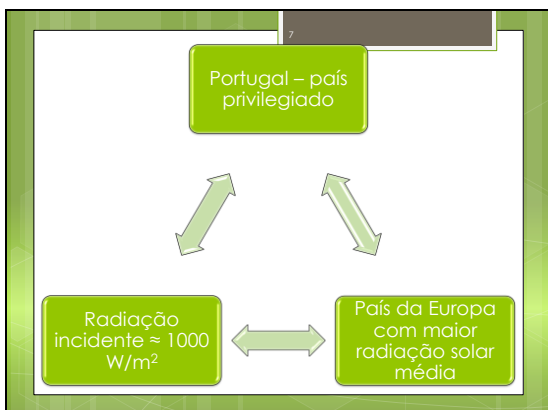 7
Portugal – país
privilegiado
Radiação
incidente ≈ 1000
W/m²
País da Europa
com maior
radiação solar
média